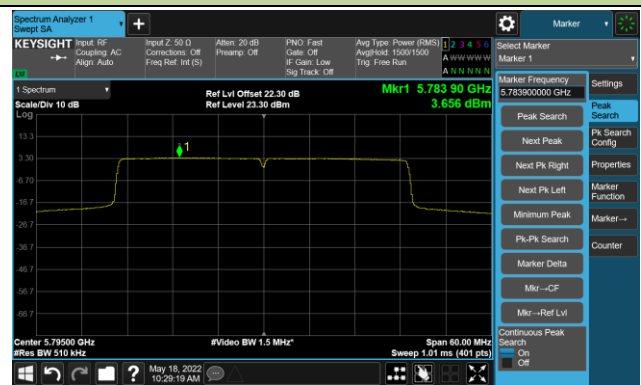 Spectrum Analyzer 1
Swept SA
+
Marker
KEYSIGHT
Input: RF
Coupling: AC
Align: Auto
Input Z: 50 Ω
Corrections: Off
Freq Ref: Int (S)
Atten: 20 dB
Preamp: Off
PNO: Fast
Gate: Off
IF Gain: Low
Sig Track: Off
Avg Type: Power (RMS)
Avg|Hold: 1500/1500
Trig: Free Run
1 2 3 4 5 6
A W W W W W
A N N N N N
Select Marker
Marker 1
1 Spectrum
Scale/Div 10 dB
Log
Ref Lvl Offset 22.30 dB
Ref Level 23.30 dBm
Mkr1 5.783 90 GHz
3.656 dBm
13.3
3.30
-6.70
-16.7
-26.7
-36.7
-46.7
-56.7
-66.7
1
Center 5.79500 GHz
#Res BW 510 kHz
#Video BW 1.5 MHz*
Span 60.00 MHz
Sweep 1.01 ms (401 pts)
Marker Frequency
5.783900000 GHz
Peak Search
Next Peak
Next Pk Right
Next Pk Left
Minimum Peak
Pk-Pk Search
Marker Delta
Mkr→CF
Mkr→Ref Lvl
Continuous Peak
Search
On
Off
Settings
Peak
Search
Pk Search
Config
Properties
Marker
Function
Marker→
Counter
?
May 18, 2022
10:29:19 AM